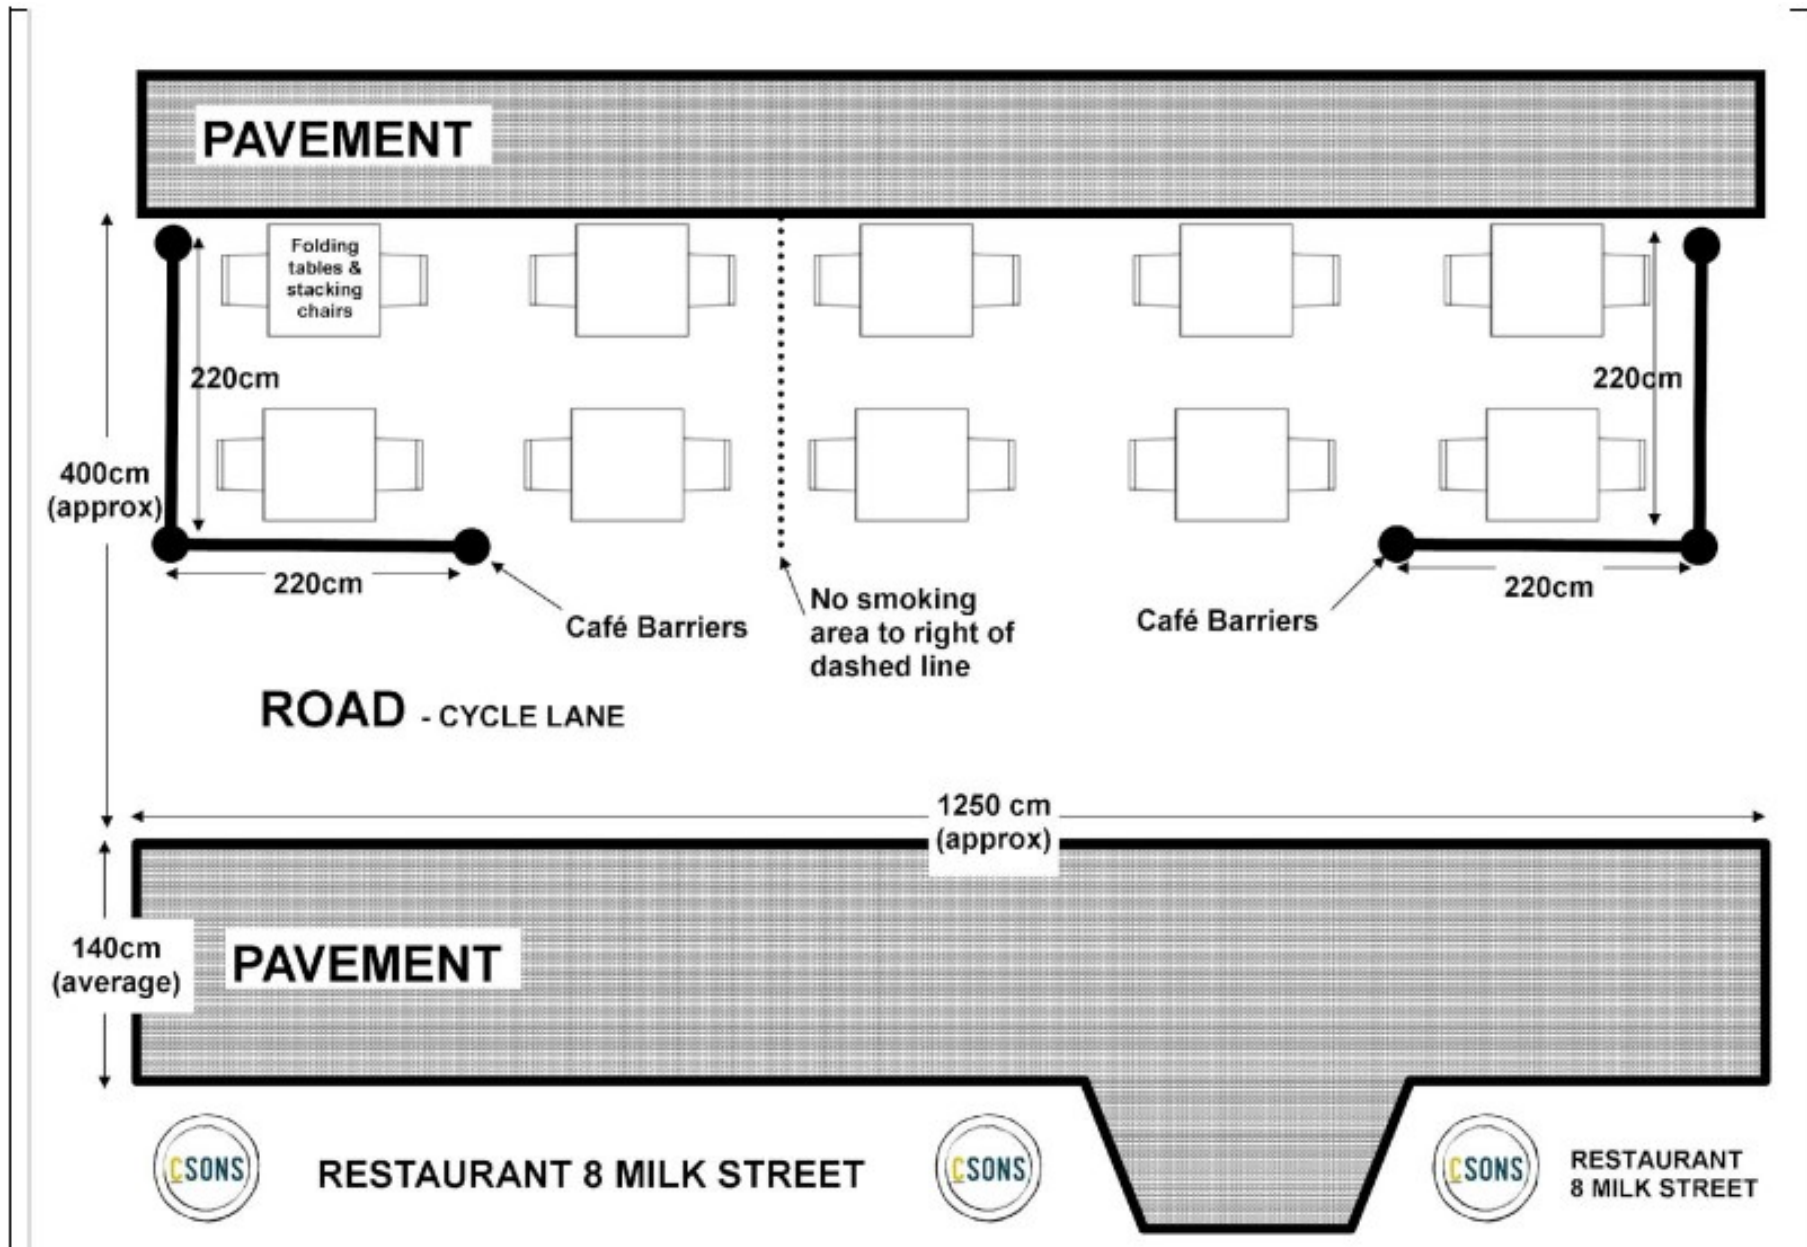 PAVEMENT
Folding
tables &
stacking
chairs
220cm
220cm
400cm
(approx)
220cm
220cm
Café Barriers
No smoking
area to right of
dashed line
Café Barriers
ROAD - CYCLE LANE
1250 cm
(approx)
140cm
(average)
PAVEMENT
CSONS
RESTAURANT 8 MILK STREET
CSONS
CSONS
RESTAURANT
8 MILK STREET